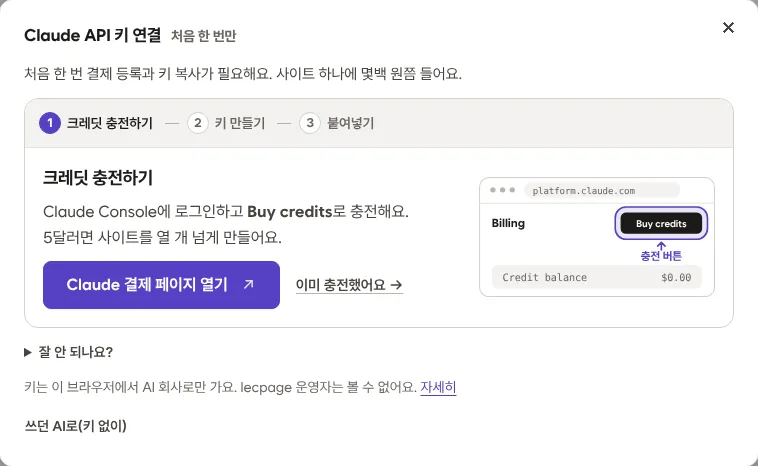 Claude API 키 연결 처음 한 번만
처음 한 번 결제 등록과 키 복사가 필요해요. 사이트 하나에 몇백 원쯤 들어요.
1 크레딧 충전하기 — 2 키 만들기 — 3 붙여넣기
크레딧 충전하기
Claude Console에 로그인하고 Buy credits로 충전해요.
5달러면 사이트를 열 개 넘게 만들어요.
Claude 결제 페이지 열기 ↗ 이미 충전했어요 →
platform.claude.com
Billing Buy credits
충전 버튼
Credit balance $0.00
▶ 잘 안 되나요?
키는 이 브라우저에서 AI 회사로만 가요. lecpage 운영자는 볼 수 없어요. 자세히
쓰던 AI로(키 없이)